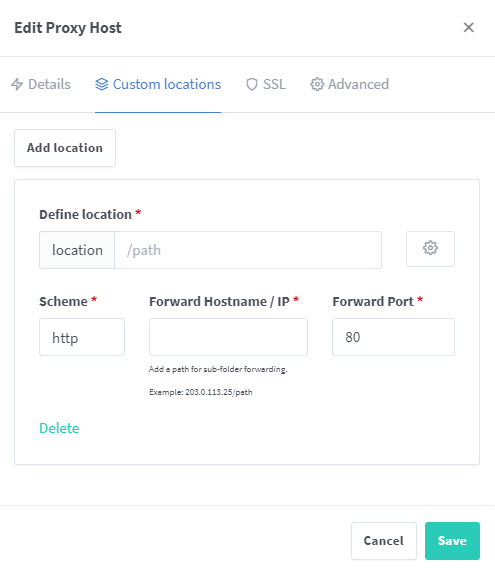 Edit Proxy Host ×
Details Custom locations SSL Advanced
Add location
Define location *
location /path
Scheme * Forward Hostname / IP * Forward Port *
http 80
Add a path for sub-folder forwarding.
Example: 203.0.113.25/path
Delete
Cancel Save